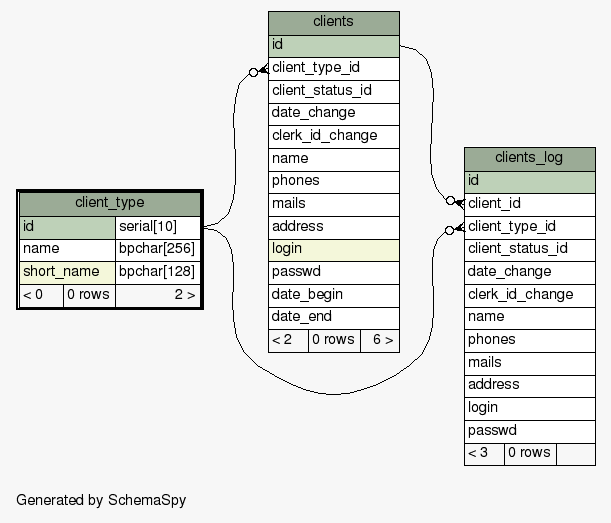 clients
id
client_type_id
client_status_id
date_change
clerk_id_change
name
phones
mails
address
login
passwd
date_begin
date_end
< 2 0 rows 6 >
clients_log
id
client_id
client_type_id
client_status_id
date_change
clerk_id_change
name
phones
mails
address
login
passwd
< 3 0 rows
client_type
id serial[10]
name bpchar[256]
short_name bpchar[128]
< 0 0 rows 2 >
Generated by SchemaSpy